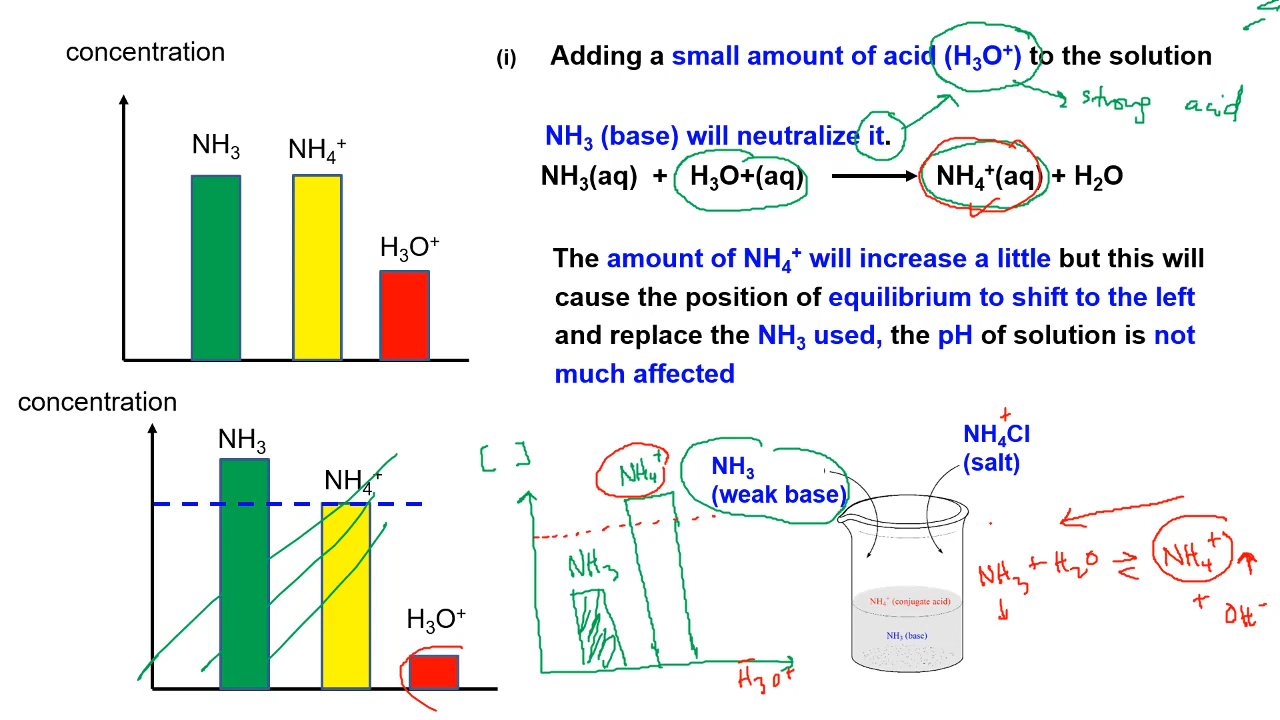 concentration
NH₃
NH₄⁺
H₃O⁺
(i) Adding a small amount of acid (H₃O⁺) to the solution
strong acid
NH₃ (base) will neutralize it.
NH₃(aq) + H₃O+(aq) → NH₄⁺(aq) + H₂O
The amount of NH₄⁺ will increase a little but this will
cause the position of equilibrium to shift to the left
and replace the NH₃ used, the pH of solution is not
much affected
concentration
NH₃
NH₄⁺
H₃O⁺
[ ]
NH₄⁺
NH₃
H₃O⁺
NH₃
(weak base)
+
NH₄Cl
(salt)
NH₄⁺ (conjugate acid)
NH₃ (base)
NH₃ + H₂O ⇌ NH₄⁺ ↑
↓
+ OH⁻